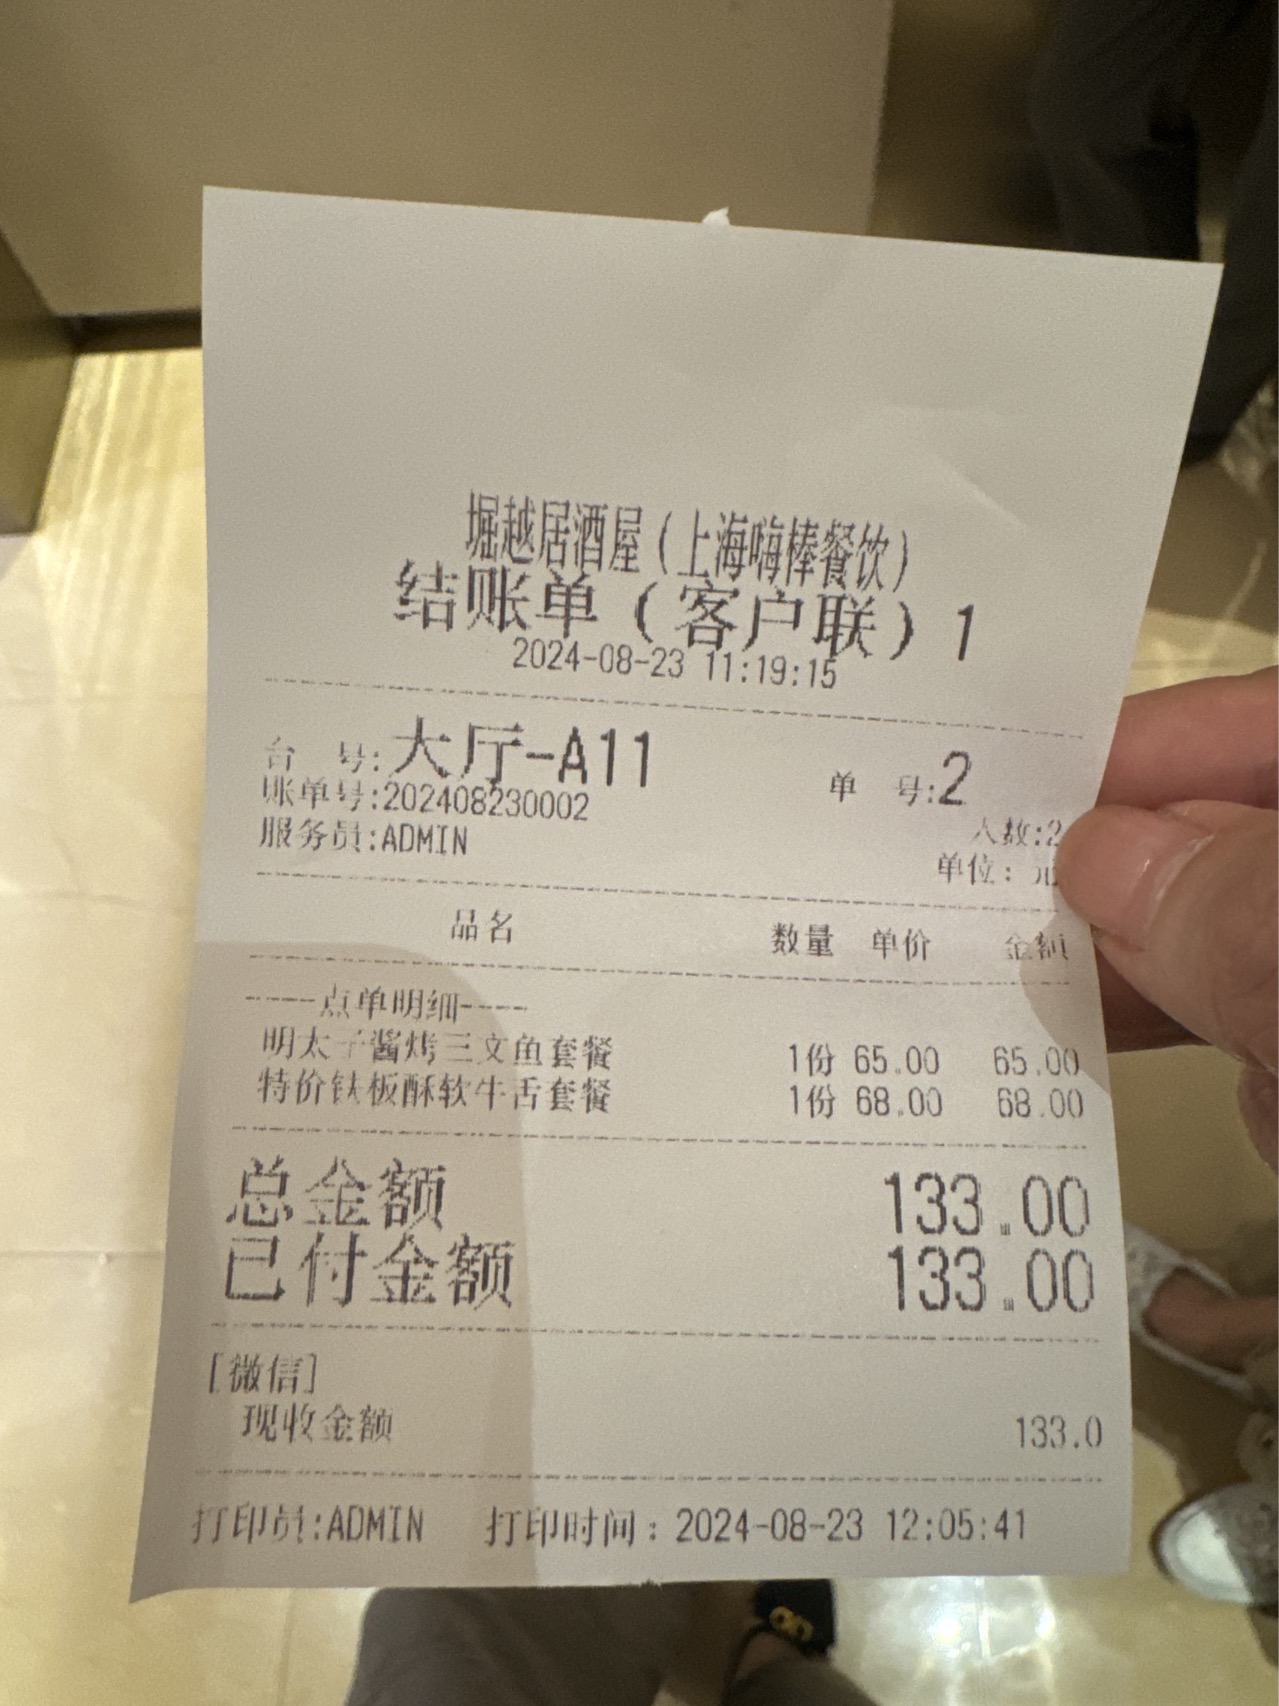 堀越居酒屋(上海嗨棒餐饮)
结账单(客户联)1
2024-08-23 11:19:15
台 号:大厅-A11 单 号:2
账单号:202408230002
人数:2
服务员:ADMIN
单位:元
品名 数量 单价 金额
----点单明细----
明太子酱烤三文鱼套餐 1份 65.00 65.00
特价铁板酥软牛舌套餐 1份 68.00 68.00
总金额 133.00
已付金额 133.00
[微信]
现收金额 133.0
打印员:ADMIN 打印时间:2024-08-23 12:05:41